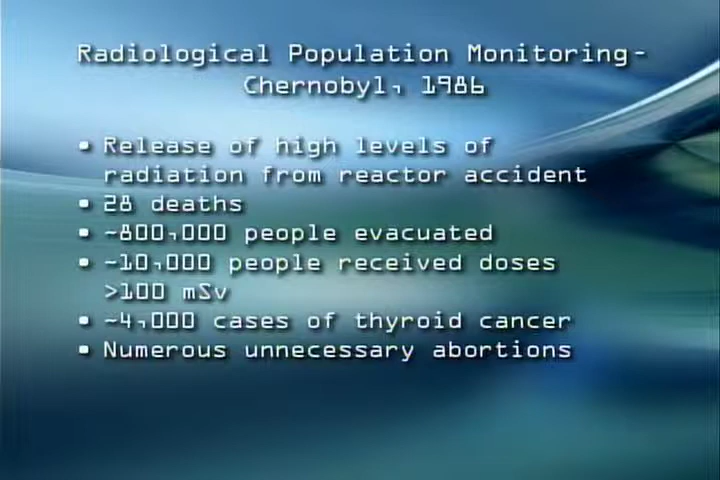 Radiological Population Monitoring-
Chernobyl, 1986
• Release of high levels of
radiation from reactor accident
• 28 deaths
• ~800,000 people evacuated
• ~10,000 people received doses
>100 mSv
• ~4,000 cases of thyroid cancer
• Numerous unnecessary abortions